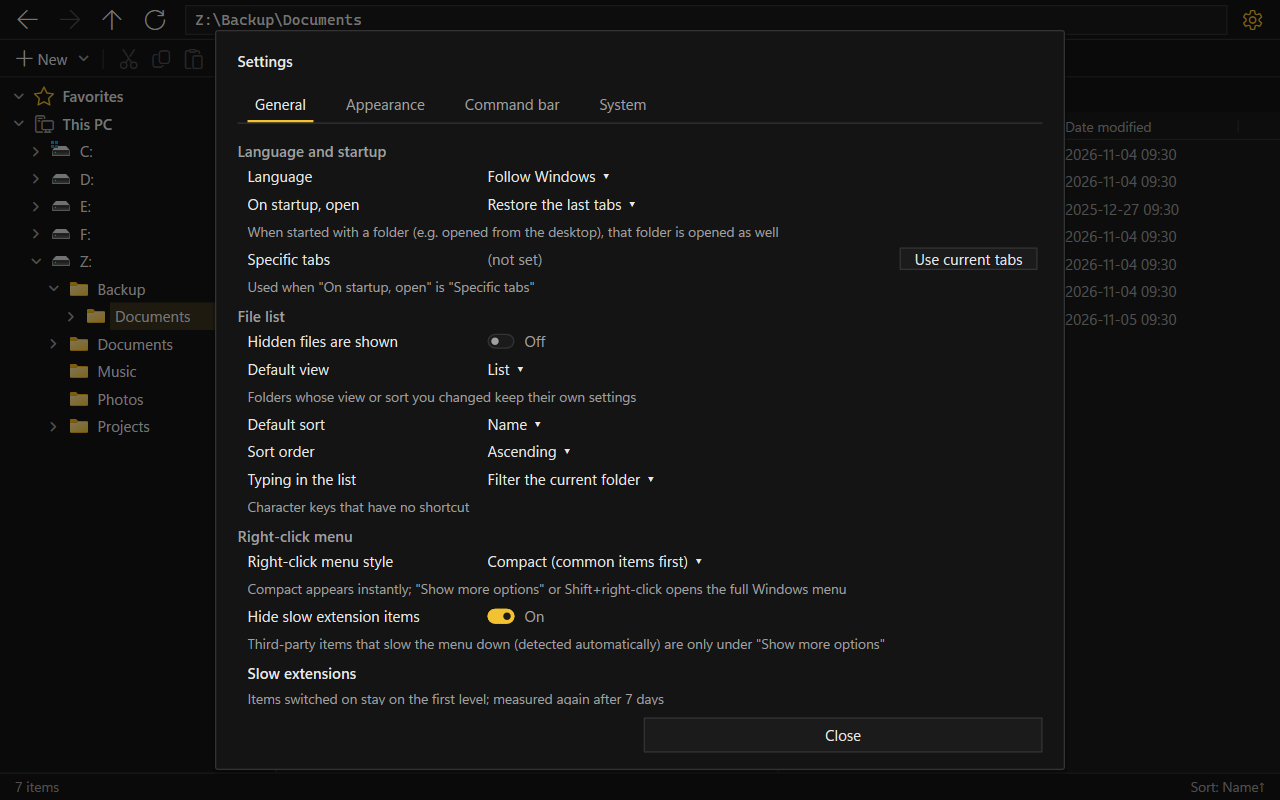 Z:\Backup\Documents
New
Settings
General Appearance Command bar System
Favorites
This PC
C:
D:
E:
F:
Z:
Backup
Documents
Documents
Music
Photos
Projects
Language and startup
Language Follow Windows
On startup, open Restore the last tabs
When started with a folder (e.g. opened from the desktop), that folder is opened as well
Specific tabs (not set) Use current tabs
Used when "On startup, open" is "Specific tabs"
File list
Hidden files are shown Off
Default view List
Folders whose view or sort you changed keep their own settings
Default sort Name
Sort order Ascending
Typing in the list Filter the current folder
Character keys that have no shortcut
Right-click menu
Right-click menu style Compact (common items first)
Compact appears instantly; "Show more options" or Shift+right-click opens the full Windows menu
Hide slow extension items On
Third-party items that slow the menu down (detected automatically) are only under "Show more options"
Slow extensions
Items switched on stay on the first level; measured again after 7 days
Close
Date modified
2026-11-04 09:30
2026-11-04 09:30
2025-12-27 09:30
2026-11-04 09:30
2026-11-04 09:30
2026-11-04 09:30
2026-11-05 09:30
7 items
Sort: Name↑